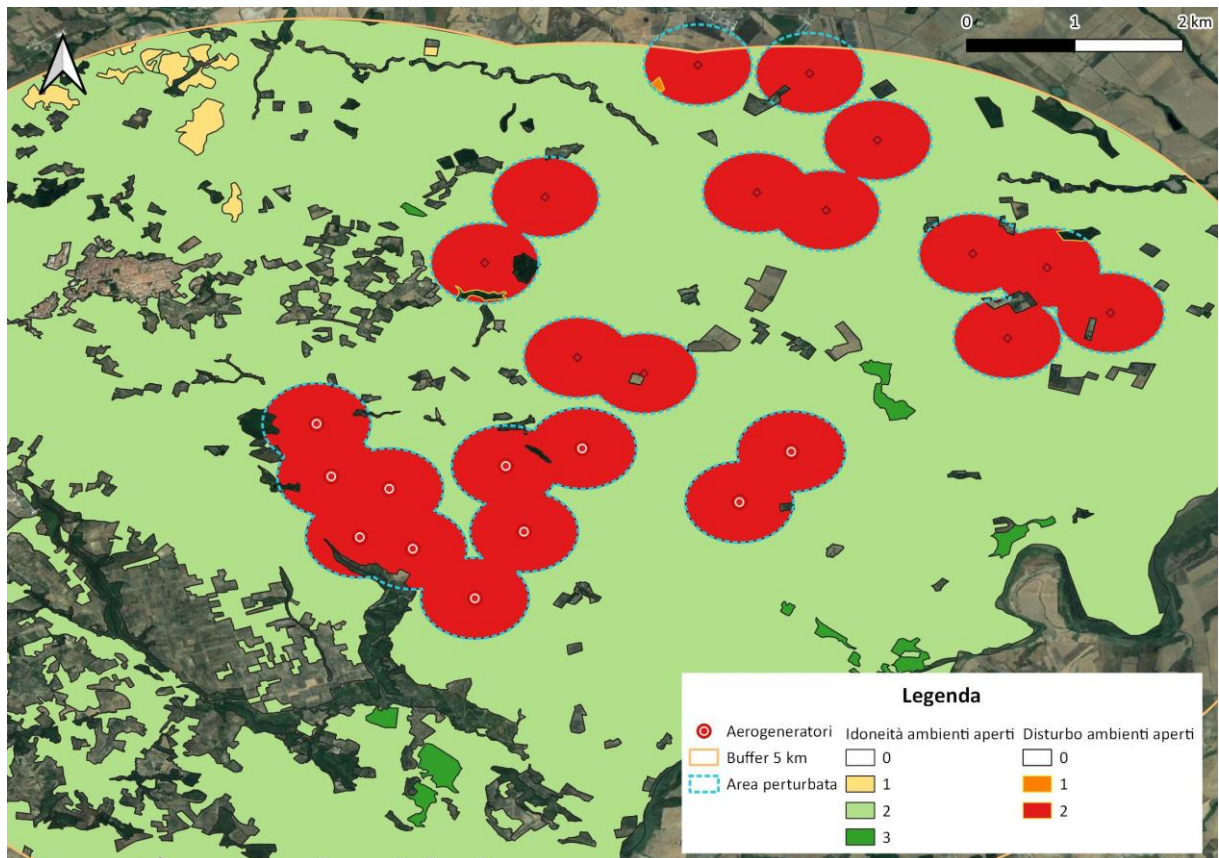 0 1 2 km
Legenda
Aerogeneratori
Buffer 5 km
Area perturbata
Idoneità ambienti aperti
0
1
2
3
Disturbo ambienti aperti
0
1
2